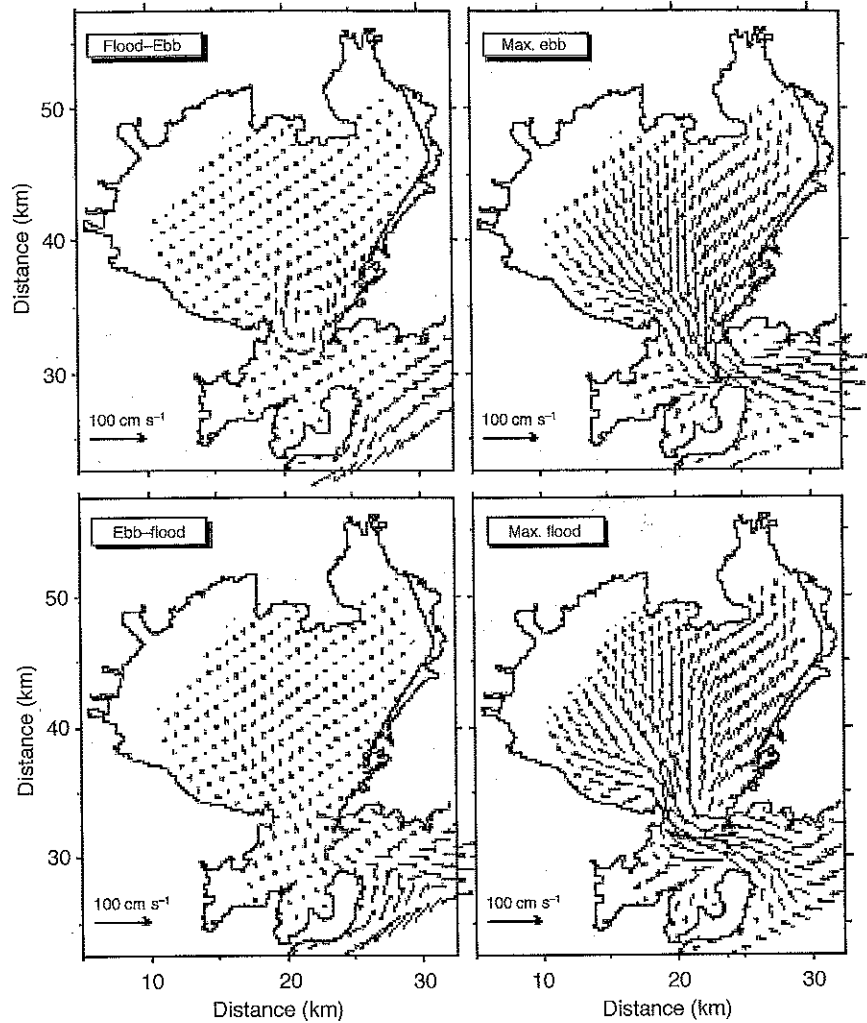 Flood–Ebb
Max. ebb
50
40
30
Distance (km)
100 cm s⁻¹
100 cm s⁻¹
Ebb–flood
Max. flood
50
40
30
Distance (km)
100 cm s⁻¹
100 cm s⁻¹
10
20
30
10
20
30
Distance (km)
Distance (km)